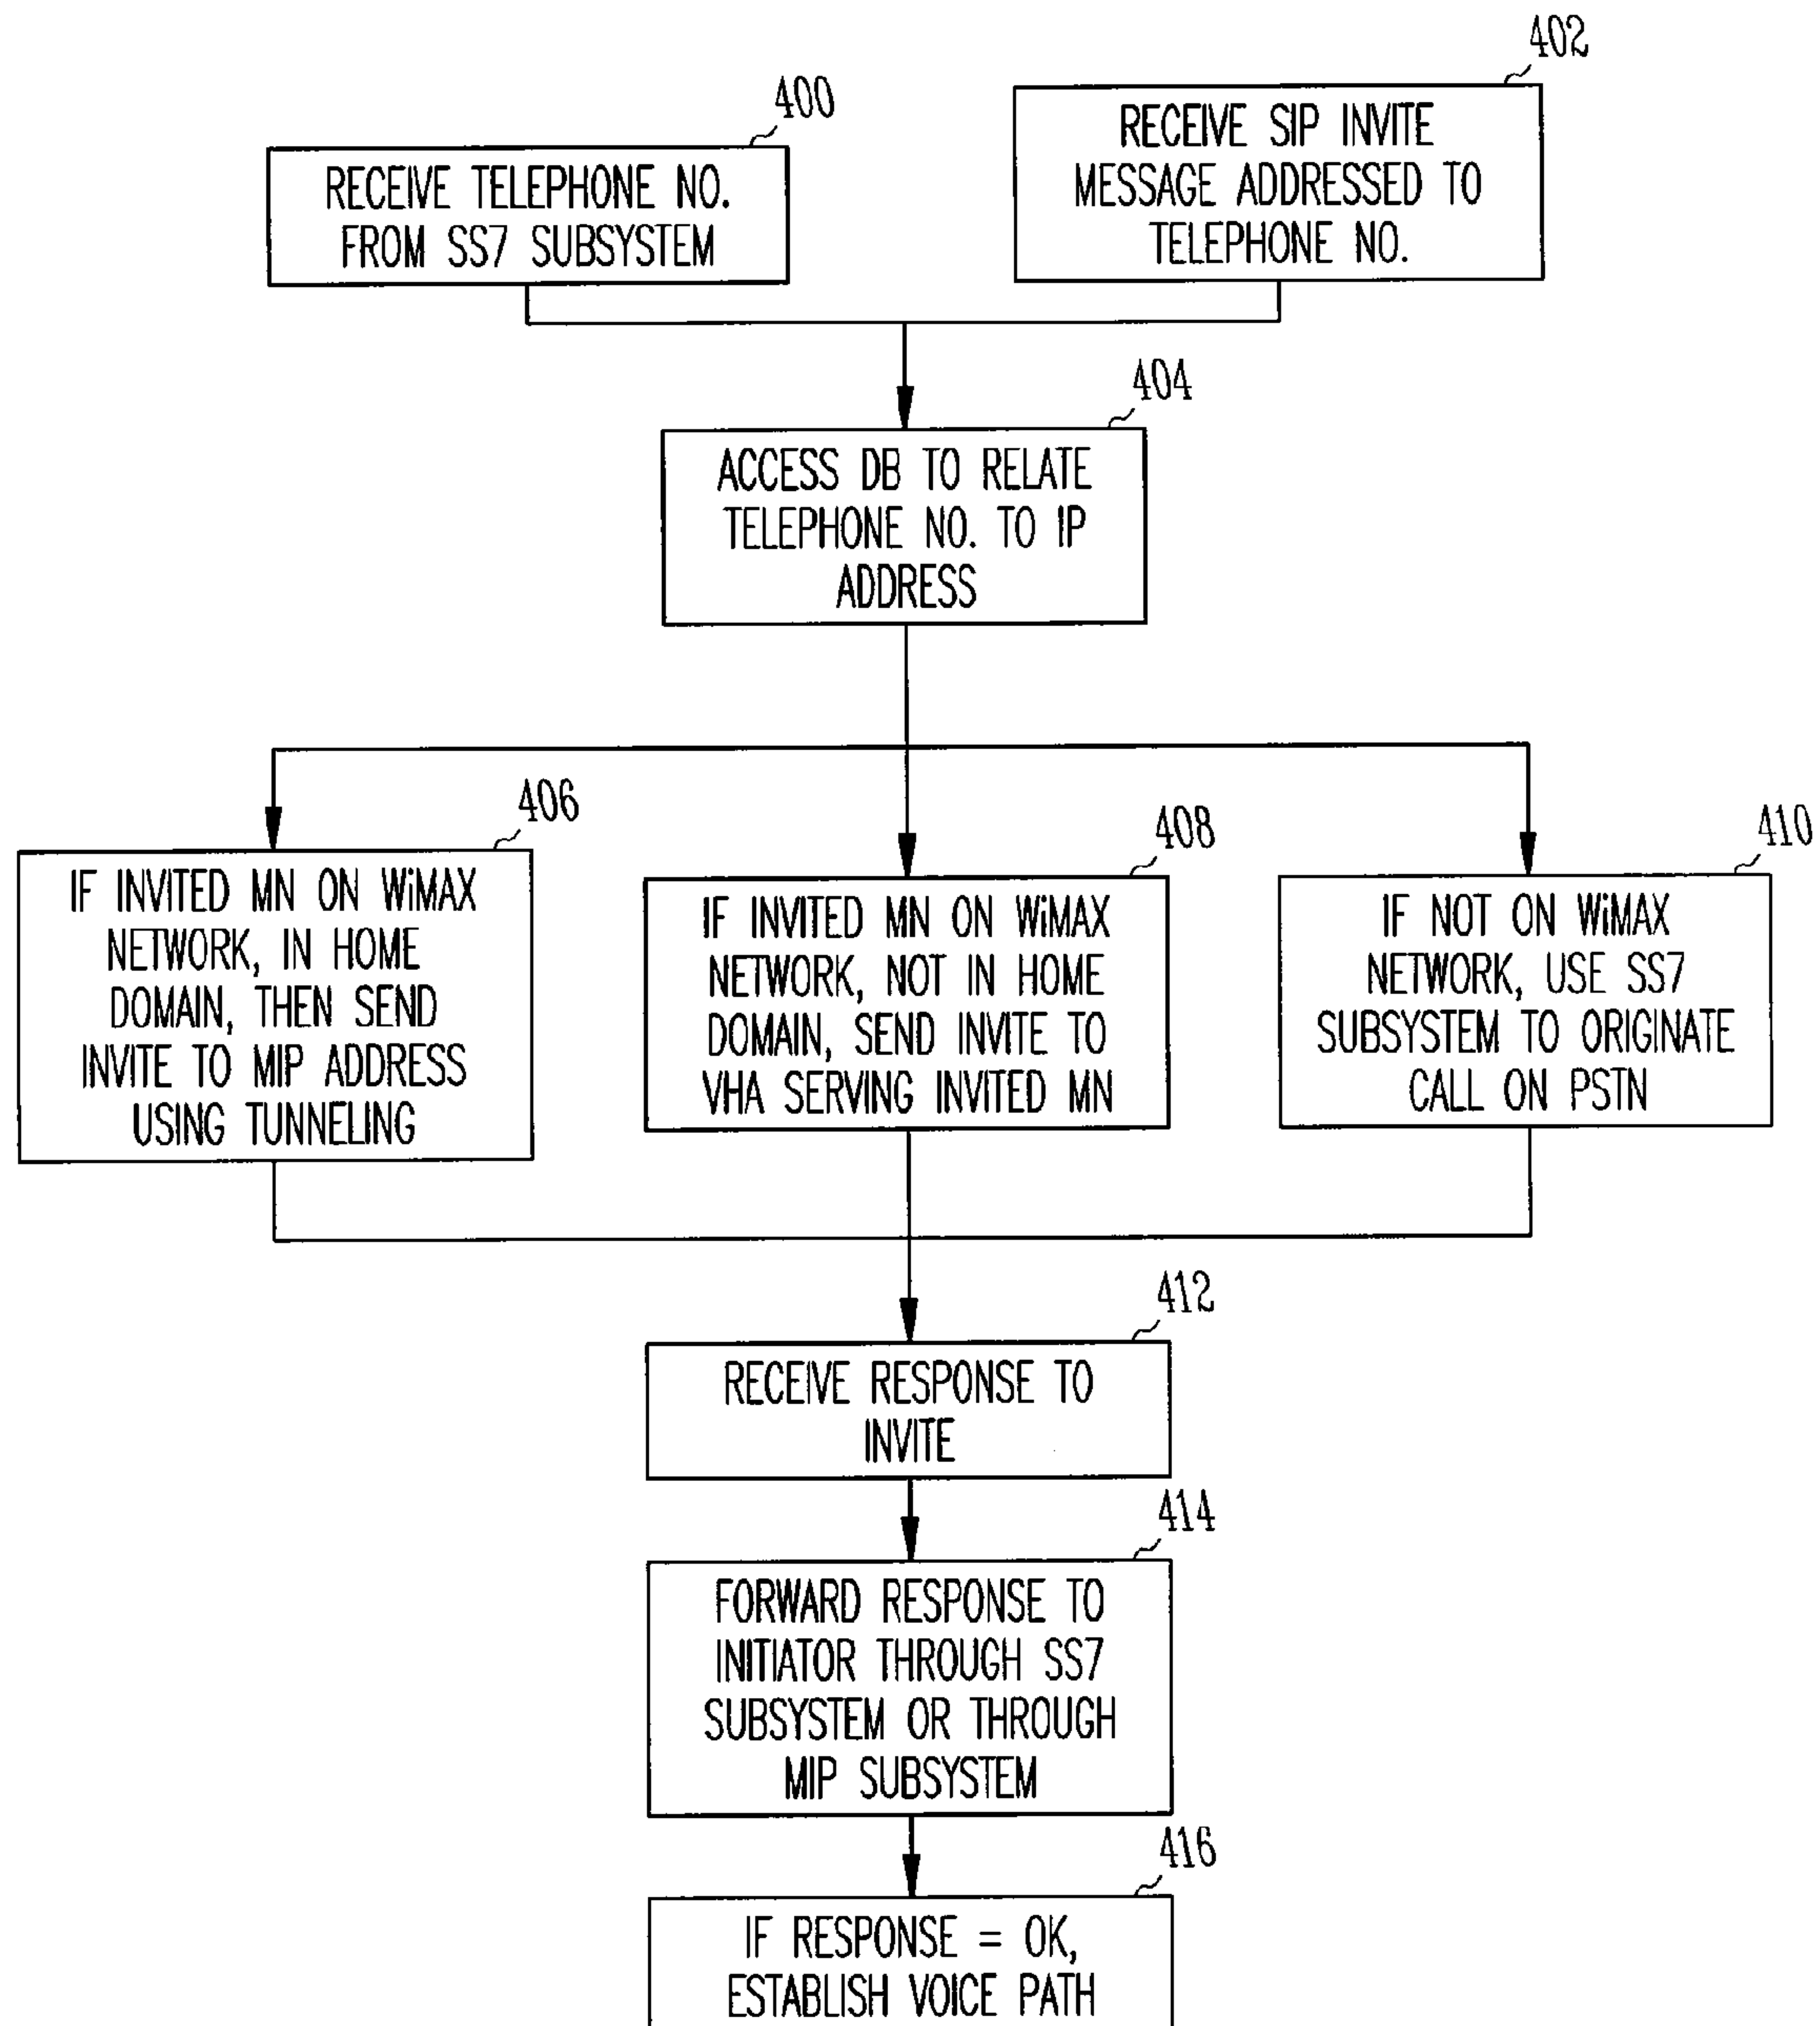 400
RECEIVE TELEPHONE NO.
FROM SS7 SUBSYSTEM
402
RECEIVE SIP INVITE
MESSAGE ADDRESSED TO
TELEPHONE NO.
404
ACCESS DB TO RELATE
TELEPHONE NO. TO IP
ADDRESS
406
IF INVITED MN ON WiMAX
NETWORK, IN HOME
DOMAIN, THEN SEND
INVITE TO MIP ADDRESS
USING TUNNELING
408
IF INVITED MN ON WiMAX
NETWORK, NOT IN HOME
DOMAIN, SEND INVITE TO
VHA SERVING INVITED MN
410
IF NOT ON WiMAX
NETWORK, USE SS7
SUBSYSTEM TO ORIGINATE
CALL ON PSTN
412
RECEIVE RESPONSE TO
INVITE
414
FORWARD RESPONSE TO
INITIATOR THROUGH SS7
SUBSYSTEM OR THROUGH
MIP SUBSYSTEM
416
IF RESPONSE = OK,
ESTABLISH VOICE PATH